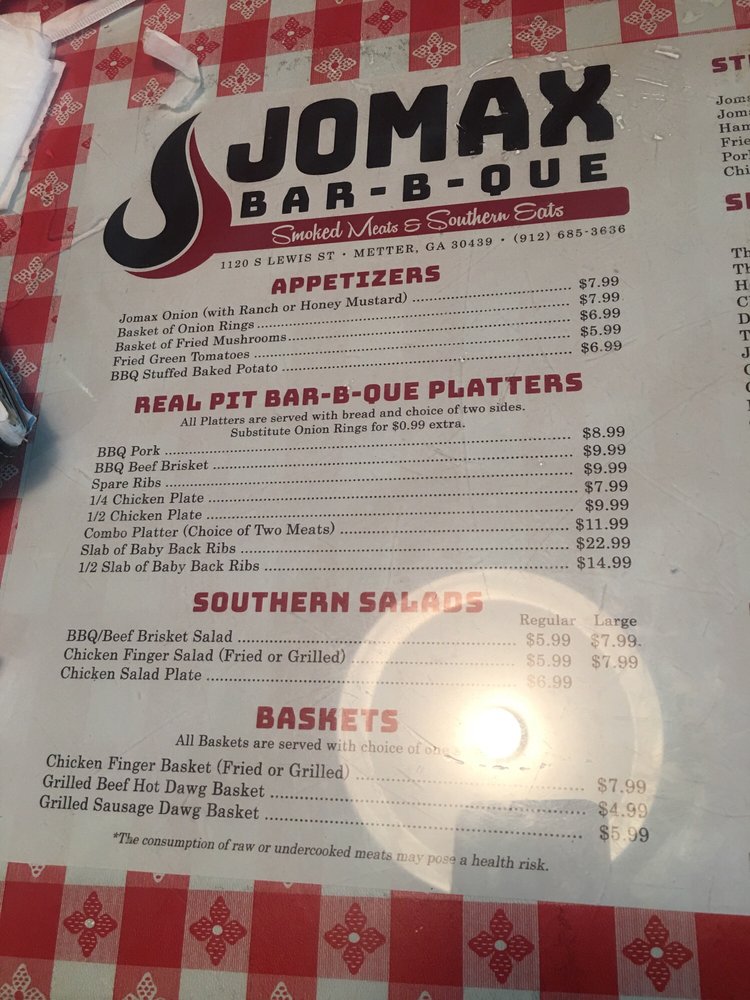 JOMAX
BAR-B-QUE
Smoked Meats & Southern Eats
1120 S LEWIS ST • METTER, GA 30439 • (912) 685-3636
APPETIZERS
Jomax Onion (with Ranch or Honey Mustard) $7.99
Basket of Onion Rings $7.99
Basket of Fried Mushrooms $6.99
Fried Green Tomatoes $5.99
BBQ Stuffed Baked Potato $6.99
REAL PIT BAR-B-QUE PLATTERS
All Platters are served with bread and choice of two sides.
Substitute Onion Rings for $0.99 extra.
BBQ Pork $8.99
BBQ Beef Brisket $9.99
Spare Ribs $9.99
1/4 Chicken Plate $7.99
1/2 Chicken Plate $9.99
Combo Platter (Choice of Two Meats) $11.99
Slab of Baby Back Ribs $22.99
1/2 Slab of Baby Back Ribs $14.99
SOUTHERN SALADS
Regular Large
BBQ/Beef Brisket Salad $5.99 $7.99
Chicken Finger Salad (Fried or Grilled) $5.99 $7.99
Chicken Salad Plate $6.99
BASKETS
All Baskets are served with choice of one
Chicken Finger Basket (Fried or Grilled) $7.99
Grilled Beef Hot Dawg Basket $4.99
Grilled Sausage Dawg Basket $5.99
*The consumption of raw or undercooked meats may pose a health risk.